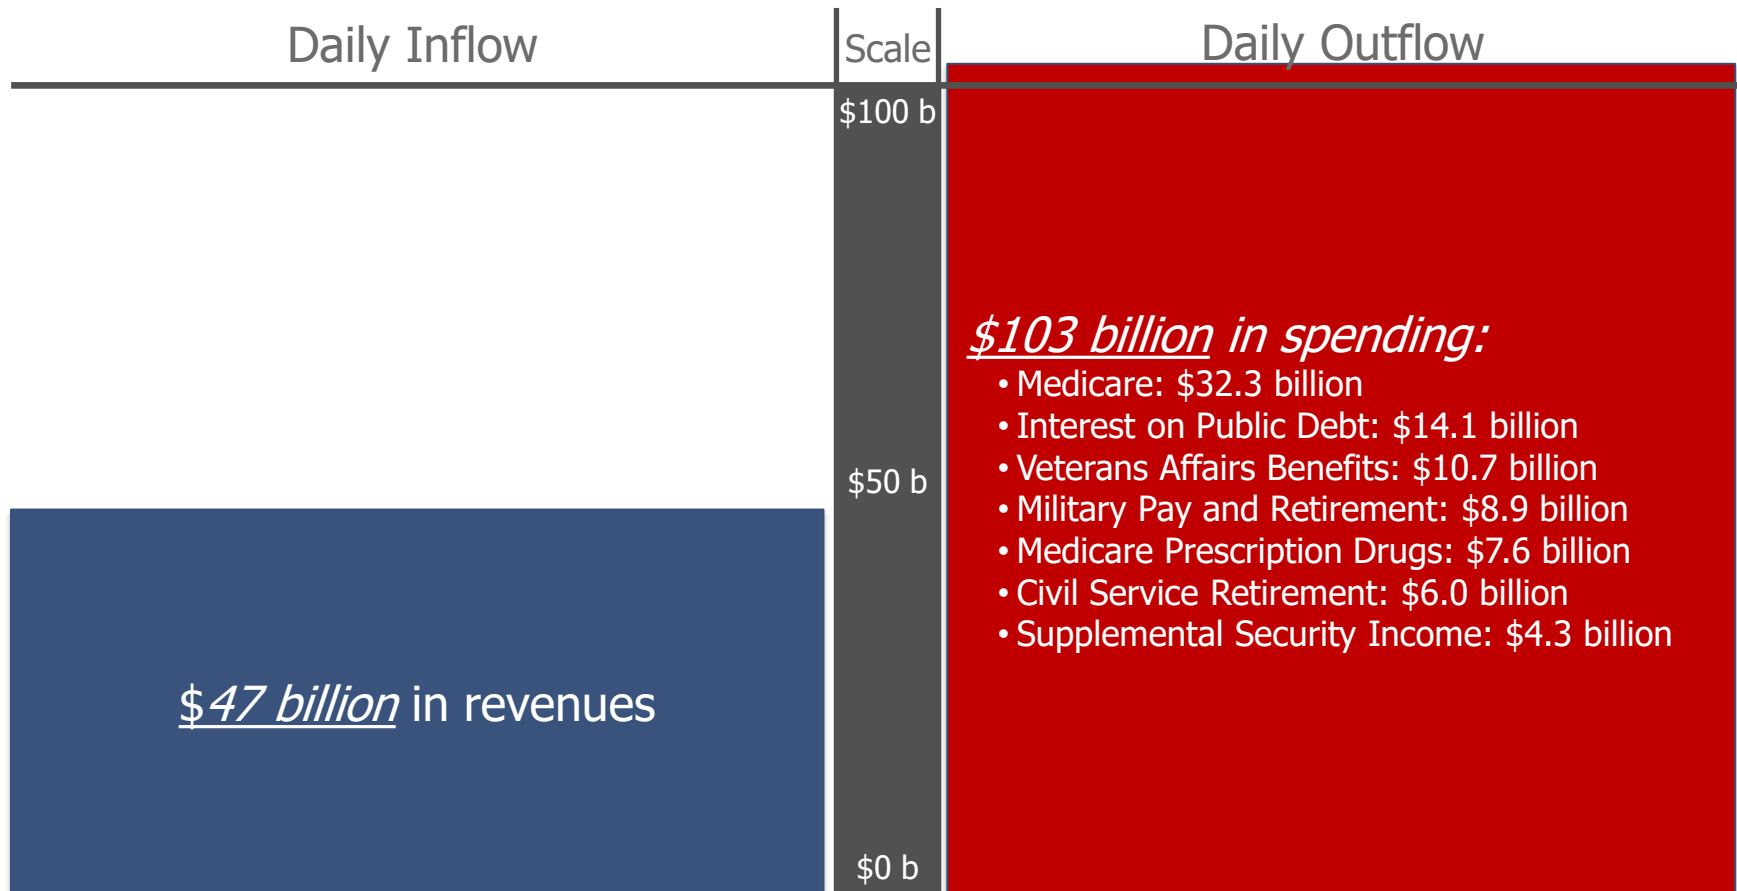 Daily Inflow
Scale
Daily Outflow
$100 b
$50 b
$0 b
$47 billion in revenues
$103 billion in spending:
• Medicare: $32.3 billion
• Interest on Public Debt: $14.1 billion
• Veterans Affairs Benefits: $10.7 billion
• Military Pay and Retirement: $8.9 billion
• Medicare Prescription Drugs: $7.6 billion
• Civil Service Retirement: $6.0 billion
• Supplemental Security Income: $4.3 billion